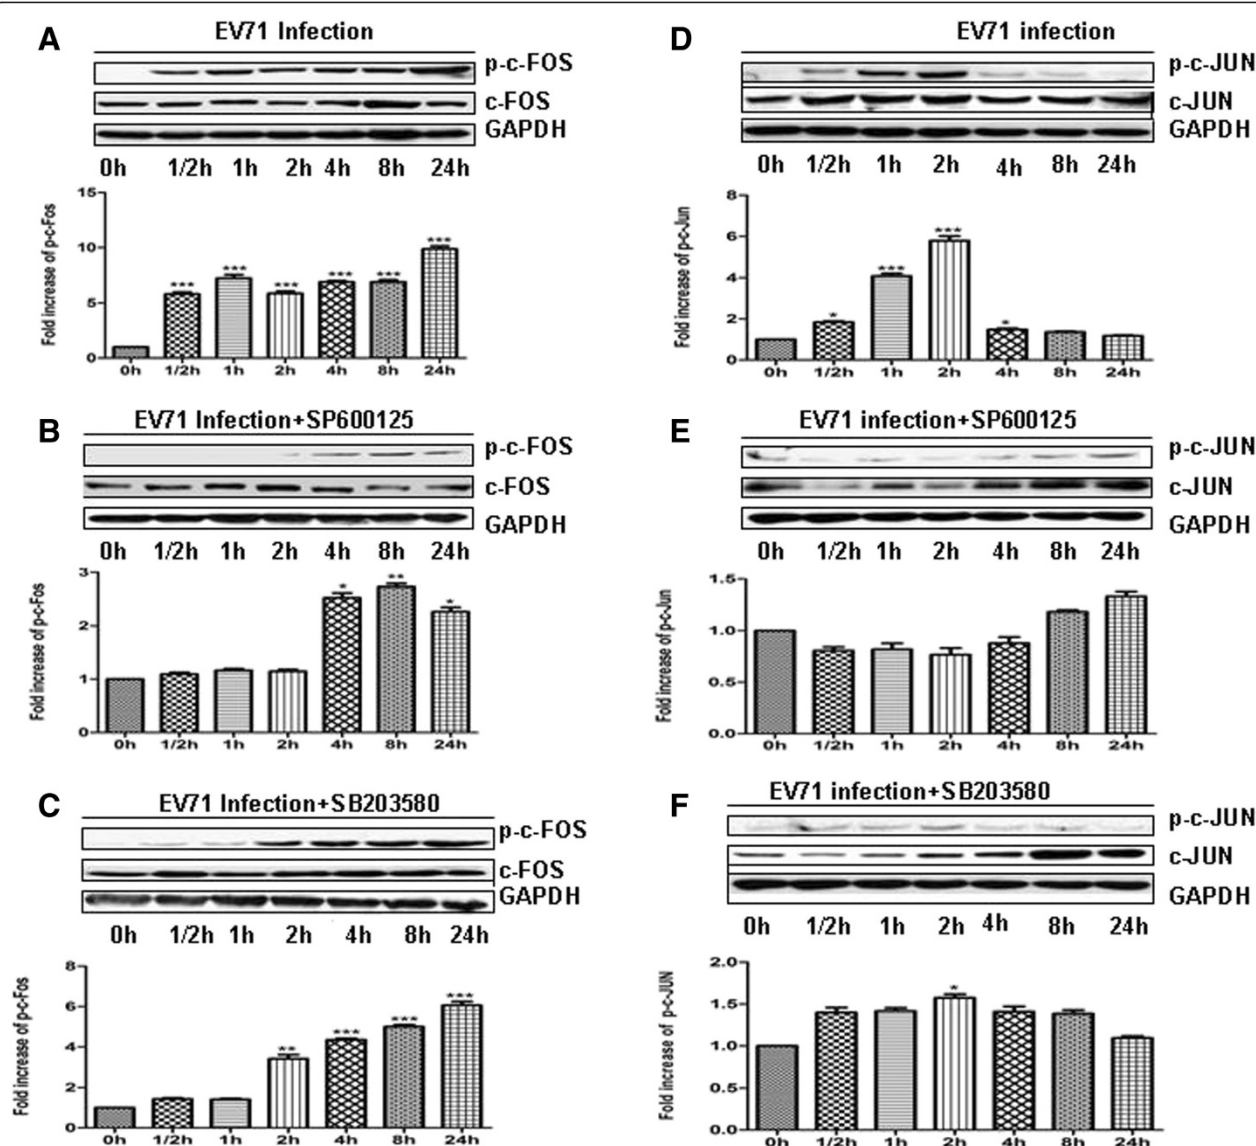 A
EV71 Infection
p-c-FOS
c-FOS
GAPDH
0h 1/2h 1h 2h 4h 8h 24h
Fold increase of p-c-Fos
15
10
5
0
*** *** *** *** *** ***
0h 1/2h 1h 2h 4h 8h 24h
B
EV71 Infection+SP600125
p-c-FOS
c-FOS
GAPDH
0h 1/2h 1h 2h 4h 8h 24h
Fold increase of p-c-Fos
3
2
1
0
* ** *
0h 1/2h 1h 2h 4h 8h 24h
C
EV71 Infection+SB203580
p-c-FOS
c-FOS
GAPDH
0h 1/2h 1h 2h 4h 8h 24h
Fold increase of p-c-Fos
8
6
4
2
0
** *** *** ***
0h 1/2h 1h 2h 4h 8h 24h
D
EV71 infection
p-c-JUN
c-JUN
GAPDH
0h 1/2h 1h 2h 4h 8h 24h
Fold increase of p-c-Jun
8
6
4
2
0
* *** *** *
0h 1/2h 1h 2h 4h 8h 24h
E
EV71 infection+SP600125
p-c-JUN
c-JUN
GAPDH
0h 1/2h 1h 2h 4h 8h 24h
Fold increase of p-c-Jun
1.5
1.0
0.5
0.0
0h 1/2h 1h 2h 4h 8h 24h
F
EV71 infection+SB203580
p-c-JUN
c-JUN
GAPDH
0h 1/2h 1h 2h 4h 8h 24h
Fold increase of p-c-JUN
2.0
1.5
1.0
0.5
0.0
*
0h 1/2h 1h 2h 4h 8h 24h